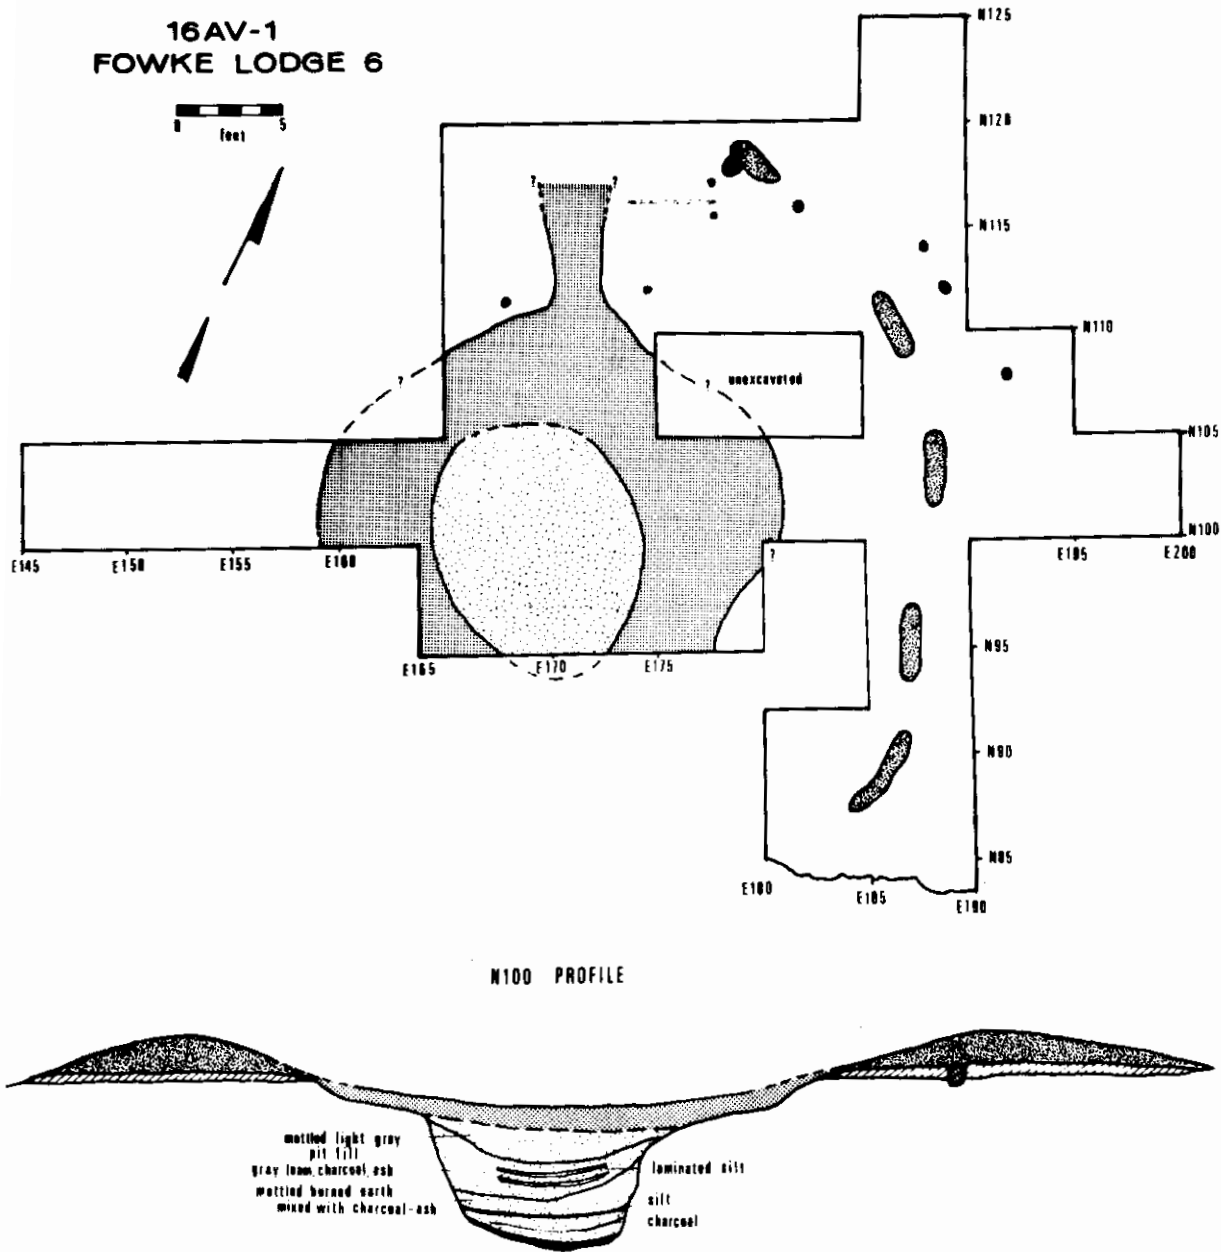 16AV-1
FOWKE LODGE 6
0 5
feet
N125
N120
N115
N110
N105
N100
N95
N90
N85
? ?
?
? unexcavated
?
E145 E150 E155 E160
E195 E200
E165 E170 E175
E180 E185 E190
N100 PROFILE
mottled light gray
pit fill
gray loam, charcoal, ash
mottled burned earth
mixed with charcoal-ash
laminated silt
silt
charcoal